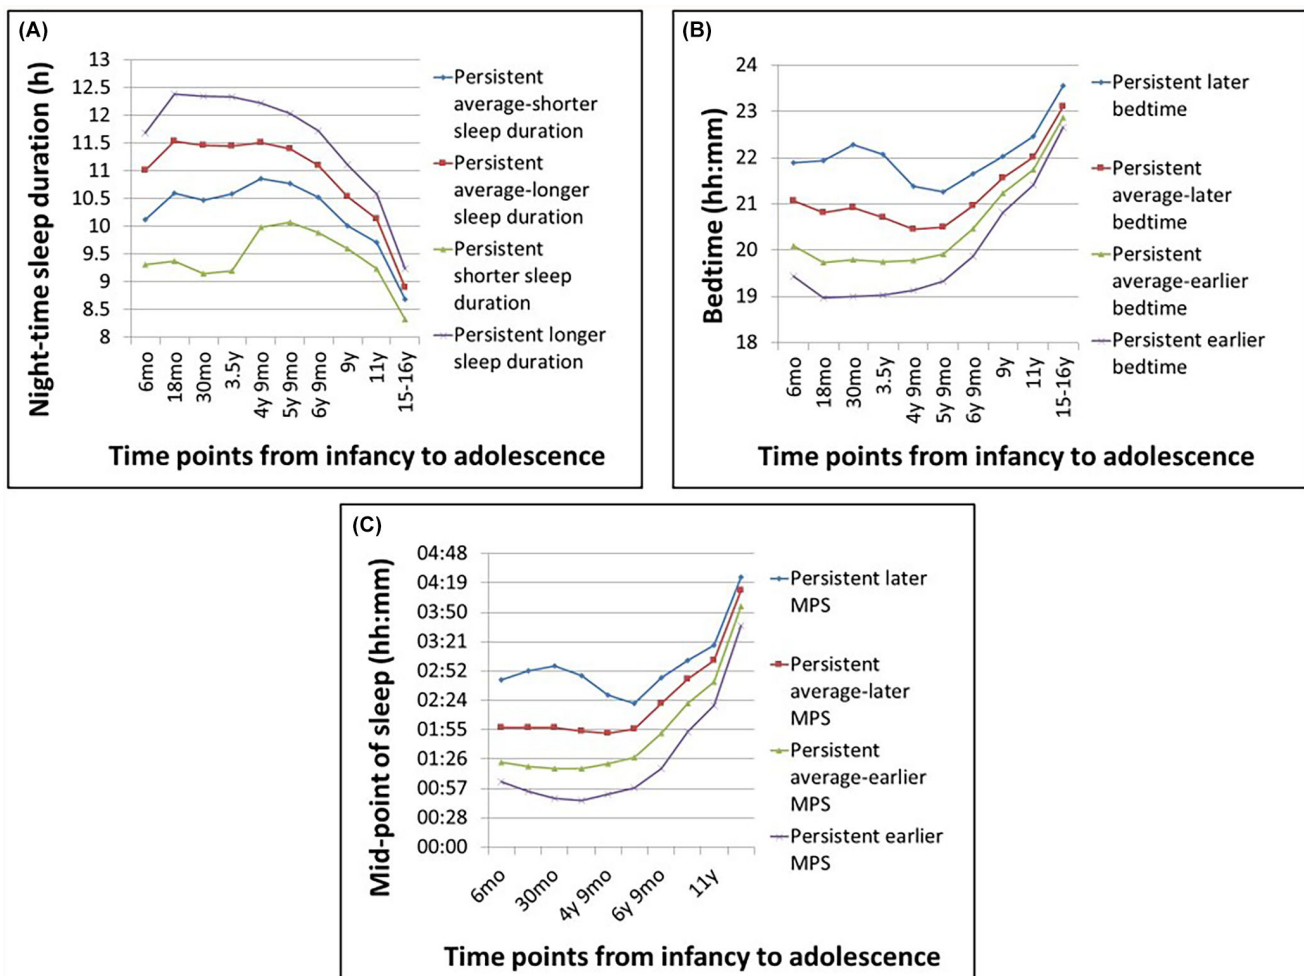 (A)
Night-time sleep duration (h)
13
12.5
12
11.5
11
10.5
10
9.5
9
8.5
8
6mo
18mo
30mo
3.5y
4y 9mo
5y 9mo
6y 9mo
9y
11y
15-16y
Time points from infancy to adolescence
Persistent
average-shorter
sleep duration
Persistent
average-longer
sleep duration
Persistent
shorter sleep
duration
Persistent longer
sleep duration
(B)
Bedtime (hh:mm)
24
23
22
21
20
19
18
6mo
18mo
30mo
3.5y
4y 9mo
5y 9mo
6y 9mo
9y
11y
15-16y
Time points from infancy to adolescence
Persistent later
bedtime
Persistent
average-later
bedtime
Persistent
average-earlier
bedtime
Persistent earlier
bedtime
(C)
Mid-point of sleep (hh:mm)
04:48
04:19
03:50
03:21
02:52
02:24
01:55
01:26
00:57
00:28
00:00
6mo
30mo
4y 9mo
6y 9mo
11y
Time points from infancy to adolescence
Persistent later
MPS
Persistent
average-later
MPS
Persistent
average-earlier
MPS
Persistent earlier
MPS